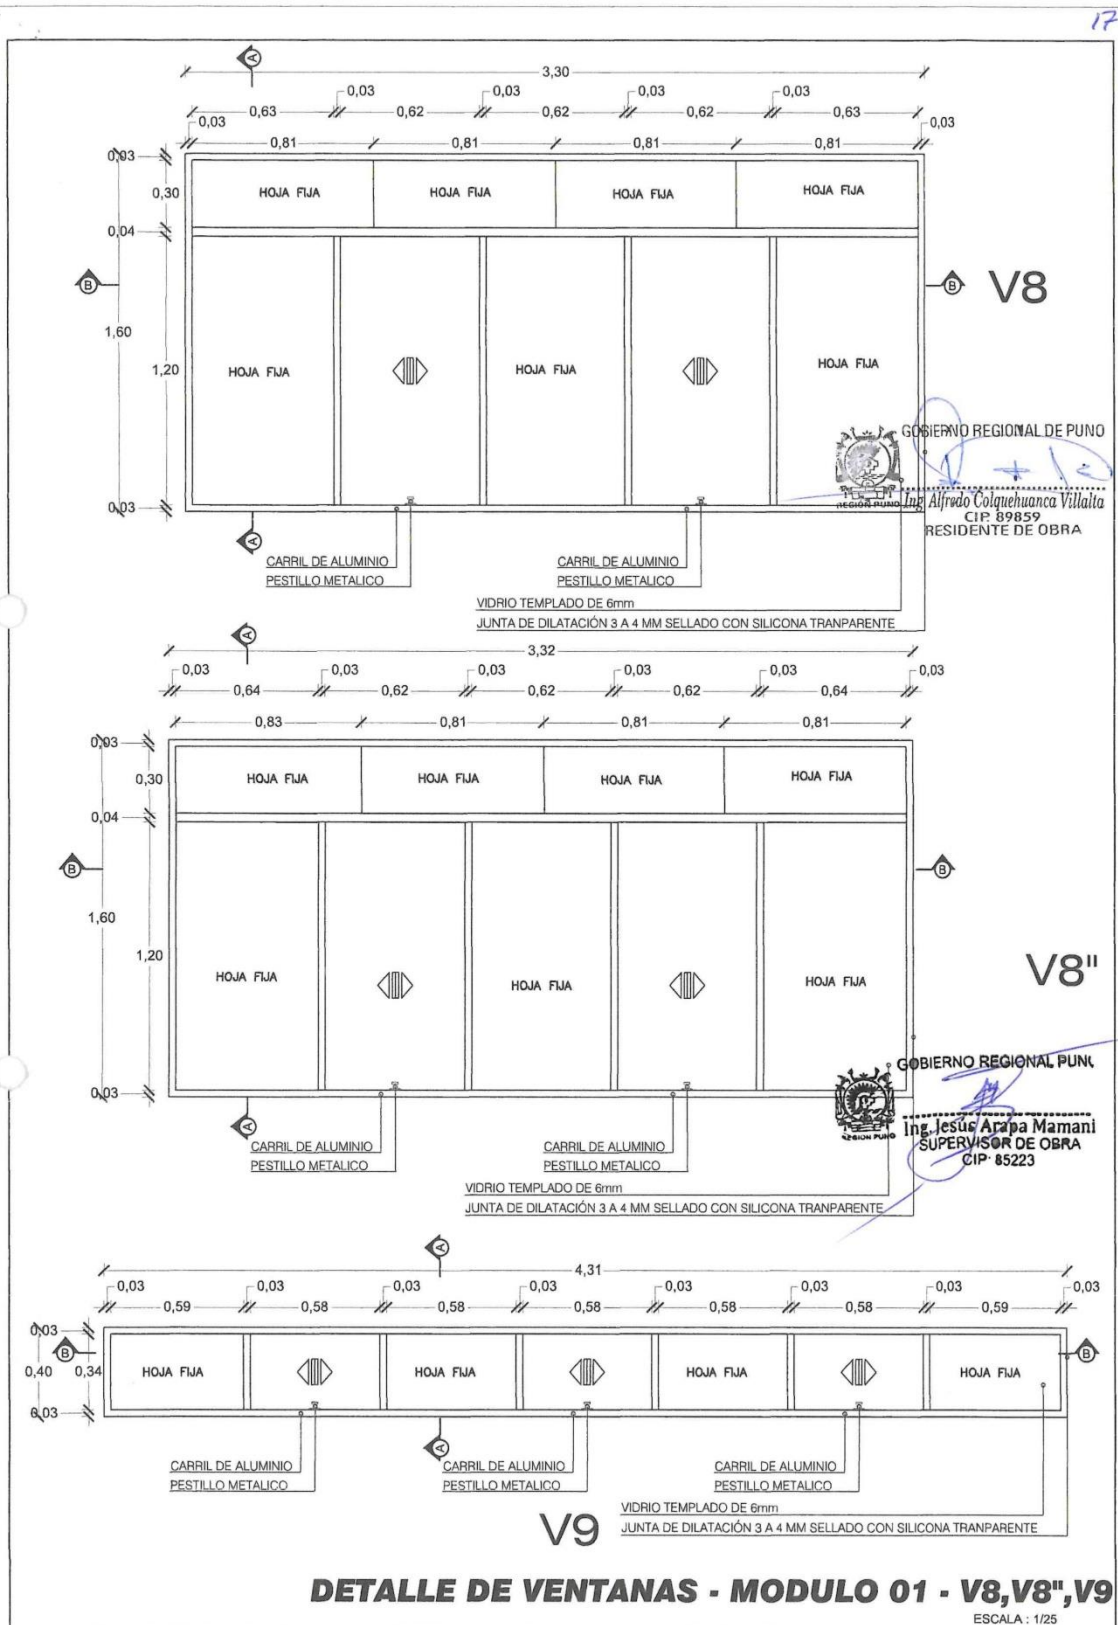 17
A
3,30
0,03 0,03 0,03 0,03
0,63 0,62 0,62 0,62 0,63
0,03 0,03
0,81 0,81 0,81 0,81
0,03
0,30 HOJA FIJA HOJA FIJA HOJA FIJA HOJA FIJA
0,04
B B V8
1,60
1,20 HOJA FIJA HOJA FIJA HOJA FIJA
GOBIERNO REGIONAL DE PUNO
REGION PUNO Ing. Alfredo Colquehuanca Villalta
0,03
CIP. 89859
RESIDENTE DE OBRA
A
CARRIL DE ALUMINIO CARRIL DE ALUMINIO
PESTILLO METALICO PESTILLO METALICO
VIDRIO TEMPLADO DE 6mm
JUNTA DE DILATACIÓN 3 A 4 MM SELLADO CON SILICONA TRANPARENTE
A
3,32
0,03 0,03 0,03 0,03 0,03 0,03
0,64 0,62 0,62 0,62 0,64
0,83 0,81 0,81 0,81
0,03
0,30 HOJA FIJA HOJA FIJA HOJA FIJA HOJA FIJA
0,04
B B
1,60
1,20
V8"
HOJA FIJA HOJA FIJA HOJA FIJA
GOBIERNO REGIONAL PUN
0,03
REGION PUNO Ing. Jesús Arapa Mamani
SUPERVISOR DE OBRA
CIP. 85223
A
CARRIL DE ALUMINIO CARRIL DE ALUMINIO
PESTILLO METALICO PESTILLO METALICO
VIDRIO TEMPLADO DE 6mm
JUNTA DE DILATACIÓN 3 A 4 MM SELLADO CON SILICONA TRANPARENTE
A
4,31
0,03 0,03 0,03 0,03 0,03 0,03 0,03 0,03
0,59 0,58 0,58 0,58 0,58 0,58 0,59
0,03
B B
0,40 0,34 HOJA FIJA HOJA FIJA HOJA FIJA HOJA FIJA
0,03
A
CARRIL DE ALUMINIO CARRIL DE ALUMINIO CARRIL DE ALUMINIO
PESTILLO METALICO PESTILLO METALICO PESTILLO METALICO
VIDRIO TEMPLADO DE 6mm
V9 JUNTA DE DILATACIÓN 3 A 4 MM SELLADO CON SILICONA TRANPARENTE
DETALLE DE VENTANAS - MODULO 01 - V8,V8",V9
ESCALA : 1/25